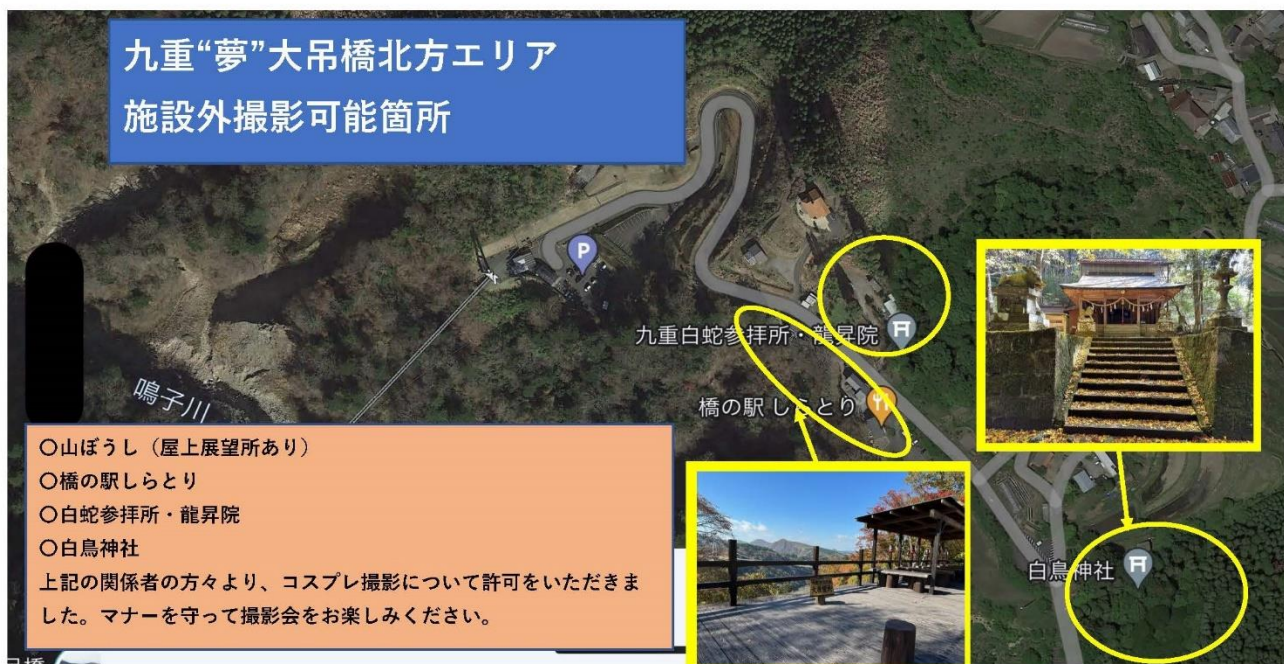 九重“夢”大吊橋北方エリア
施設外撮影可能箇所
P
九重白蛇参拝所・龍昇院
橋の駅 しらとり
鳴子川
白鳥神社
〇山ぼうし（屋上展望所あり）
〇橋の駅しらとり
〇白蛇参拝所・龍昇院
〇白鳥神社
上記の関係者の方々より、コスプレ撮影について許可をいただきま
した。マナーを守って撮影会をお楽しみください。